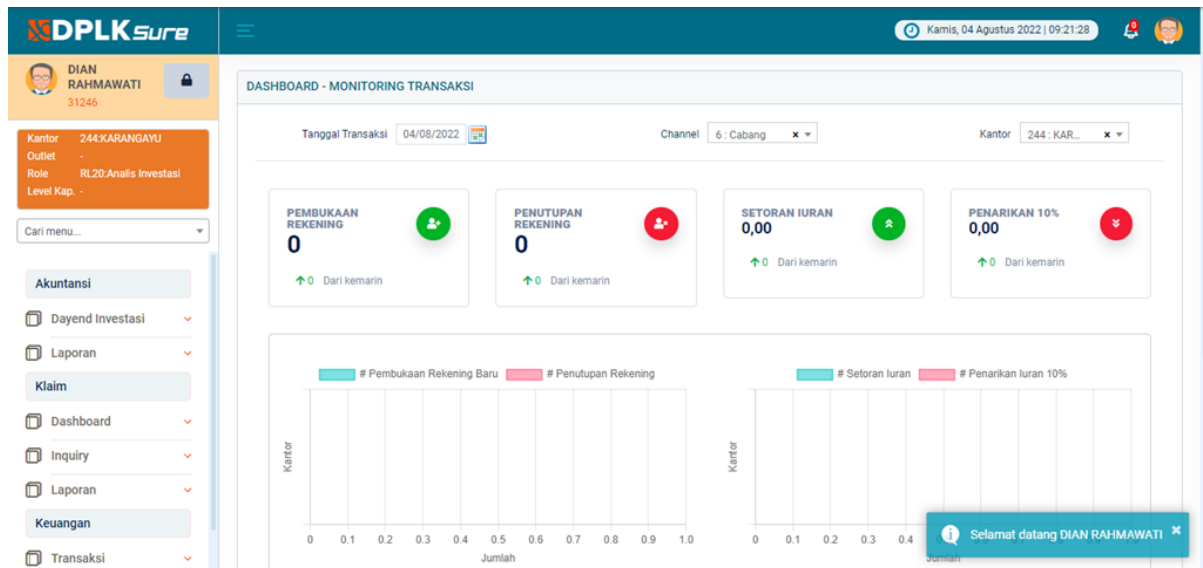 DPLKSure
Kamis, 04 Agustus 2022 | 09:21:28
DIAN
RAHMAWATI
31246
Kantor 244:KARANGAYU
Outlet -
Role RL20:Analis Investasi
Level Kap. -
Cari menu...
Akuntansi
Dayend Investasi
Laporan
Klaim
Dashboard
Inquiry
Laporan
Keuangan
Transaksi
DASHBOARD - MONITORING TRANSAKSI
Tanggal Transaksi 04/08/2022
Channel 6 : Cabang x
Kantor 244 : KAR... x
PEMBUKAAN
REKENING
0
0 Dari kemarin
PENUTUPAN
REKENING
0
0 Dari kemarin
SETORAN IURAN
0,00
0 Dari kemarin
PENARIKAN 10%
0,00
0 Dari kemarin
# Pembukaan Rekening Baru # Penutupan Rekening
Kantor
0 0.1 0.2 0.3 0.4 0.5 0.6 0.7 0.8 0.9 1.0
Jumlah
# Setoran Iuran # Penarikan Iuran 10%
Kantor
0 0.1 0.2 0.3 0.4
Jumlah
Selamat datang DIAN RAHMAWATI ×